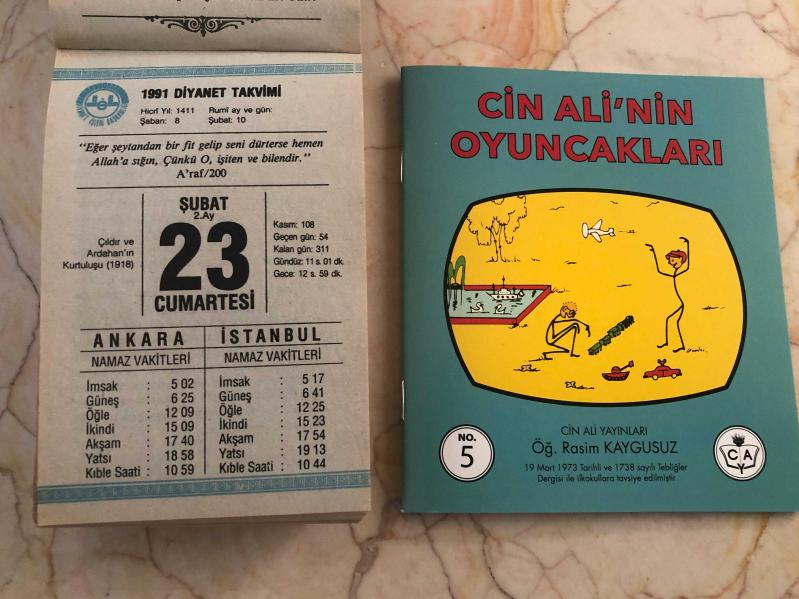 1991 DİYANET TAKVİMİ
Hicrî Yıl: 1411 Rumî ay ve gün:
Şaban: 8 Şubat: 10
"Eğer şeytandan bir fit gelip seni dürterse hemen
Allah'a sığın, Çünkü O, işiten ve bilendir."
A'raf/200
Çıldır ve
Ardahan'ın
Kurtuluşu (1918)
ŞUBAT
2.Ay
23
CUMARTESİ
Kasım: 108
Geçen gün: 54
Kalan gün: 311
Gündüz: 11 s. 01 dk.
Gece: 12 s. 59 dk.
ANKARA
NAMAZ VAKİTLERİ
İmsak : 5 02
Güneş : 6 25
Öğle : 12 09
İkindi : 15 09
Akşam : 17 40
Yatsı : 18 58
Kıble Saati : 10 59
İSTANBUL
NAMAZ VAKİTLERİ
İmsak : 5 17
Güneş : 6 41
Öğle : 12 25
İkindi : 15 23
Akşam : 17 54
Yatsı : 19 13
Kıble Saati : 10 44
CİN ALİ'NİN
OYUNCAKLARI
NO.
5
CİN ALİ YAYINLARI
Öğ. Rasim KAYGUSUZ
19 Mart 1973 Tarihli ve 1738 sayılı Tebliğler
Dergisi ile ilkokullara tavsiye edilmiştir
C A